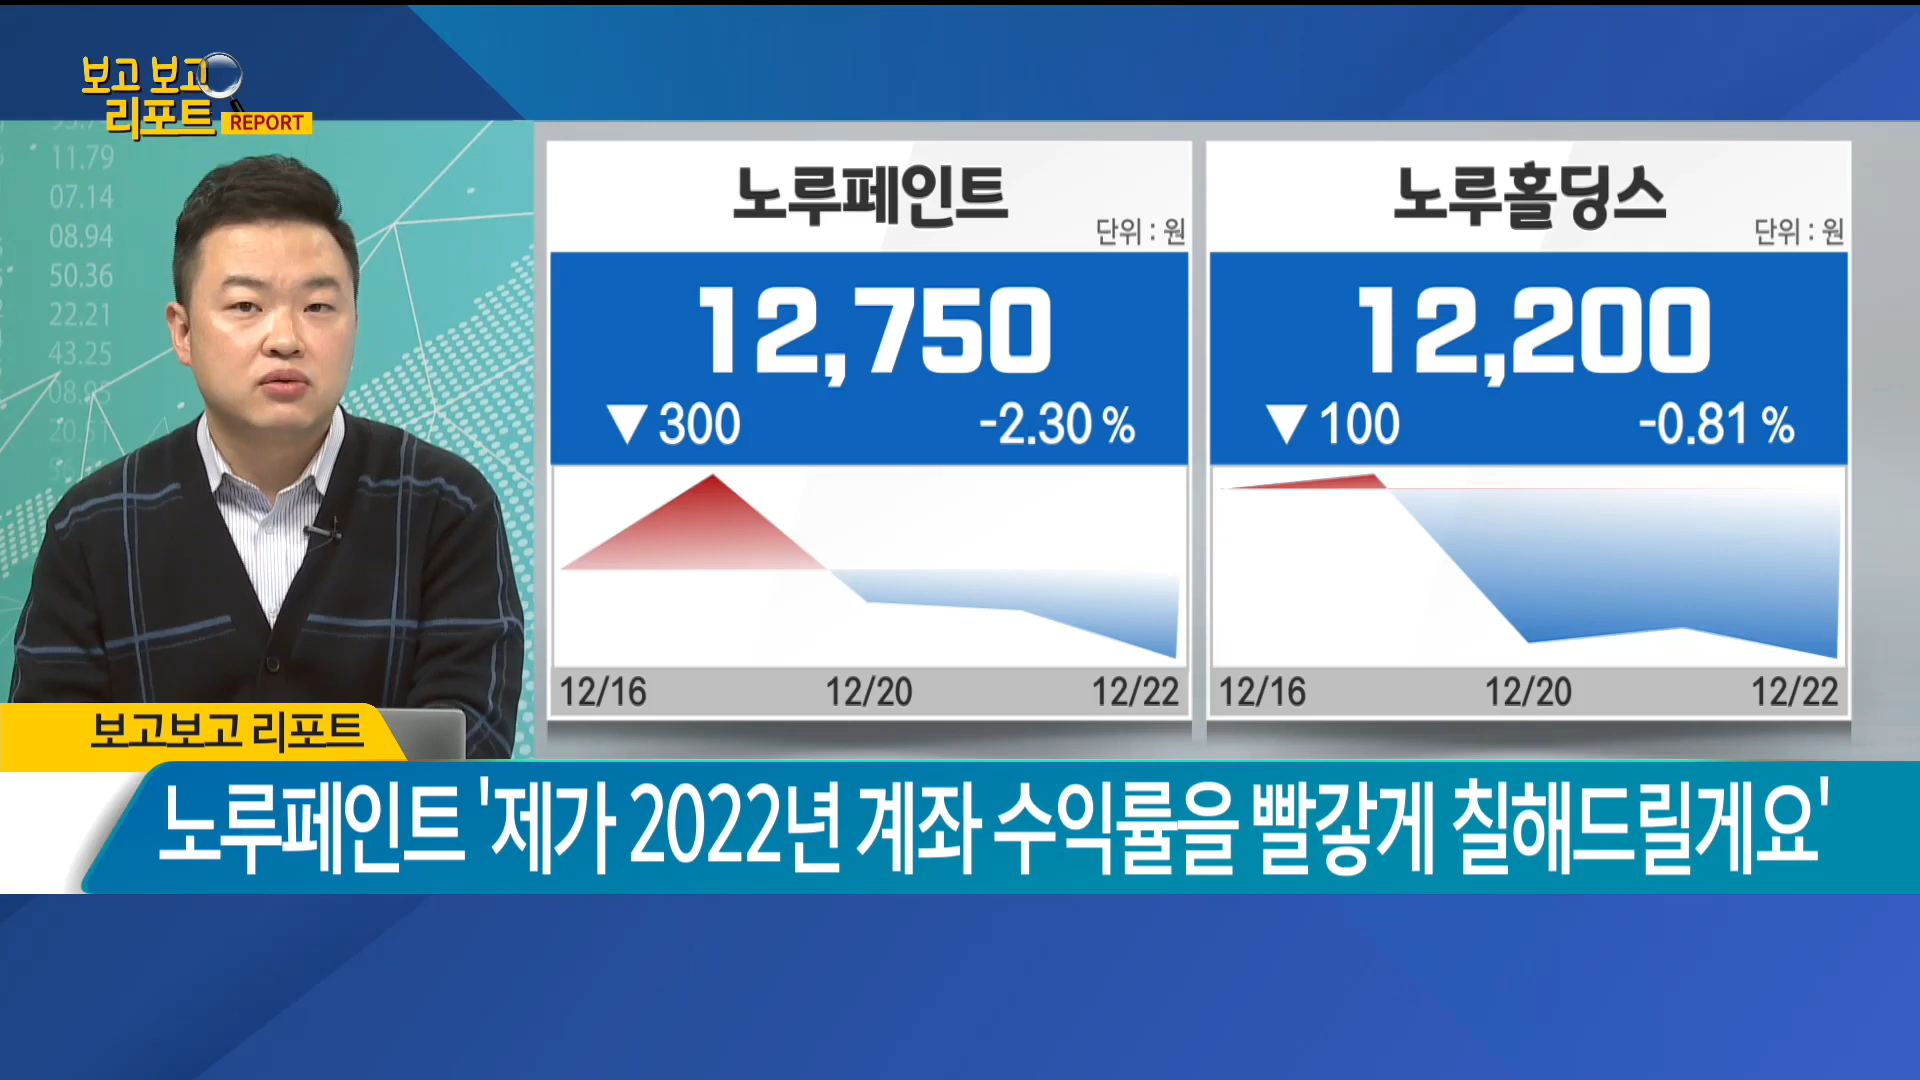 보고 보고
리포트 REPORT
11.79
07.14
08.94
50.36
22.21
43.25
노루페인트
단위 : 원
12,750
▼300 -2.30 %
12/16 12/20 12/22
노루홀딩스
단위 : 원
12,200
▼100 -0.81 %
12/16 12/20 12/22
보고보고 리포트
노루페인트 '제가 2022년 계좌 수익률을 빨갛게 칠해드릴게요'